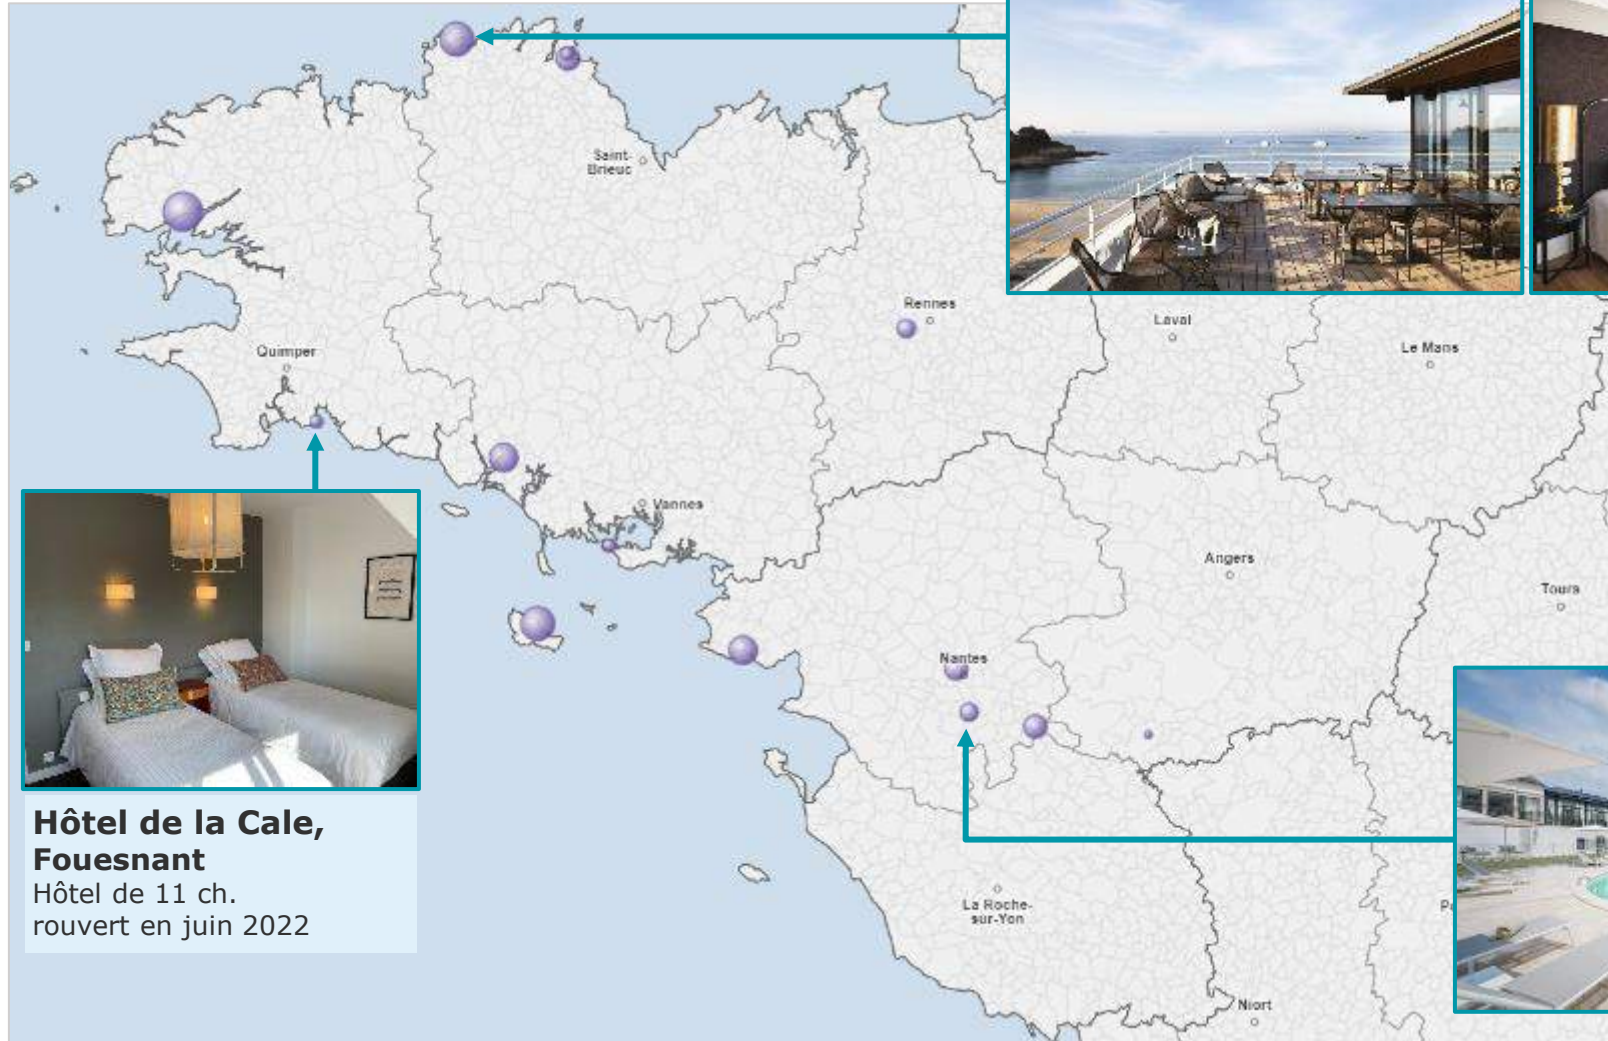 Saint-
Brieuc
Rennes
Laval
Le Mans
Quimper
Vannes
Angers
Tours
Nantes
La Roche-
sur-Yon
Niort
Hôtel de la Cale,
Fouesnant
Hôtel de 11 ch.
rouvert en juin 2022